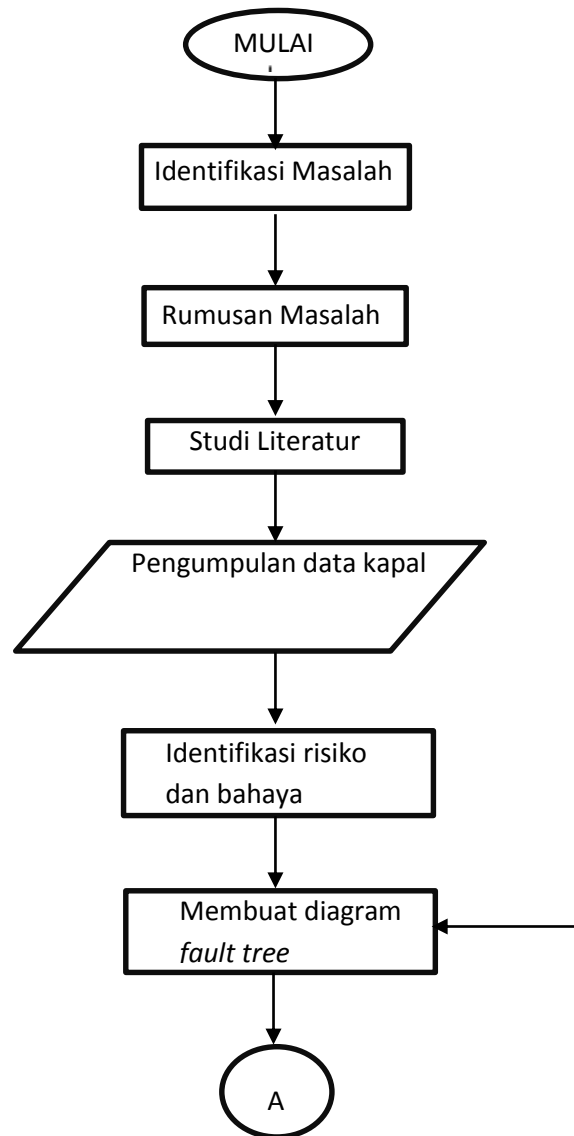 MULAI
Identifikasi Masalah
Rumusan Masalah
Studi Literatur
Pengumpulan data kapal
Identifikasi risiko
dan bahaya
Membuat diagram
fault tree
A